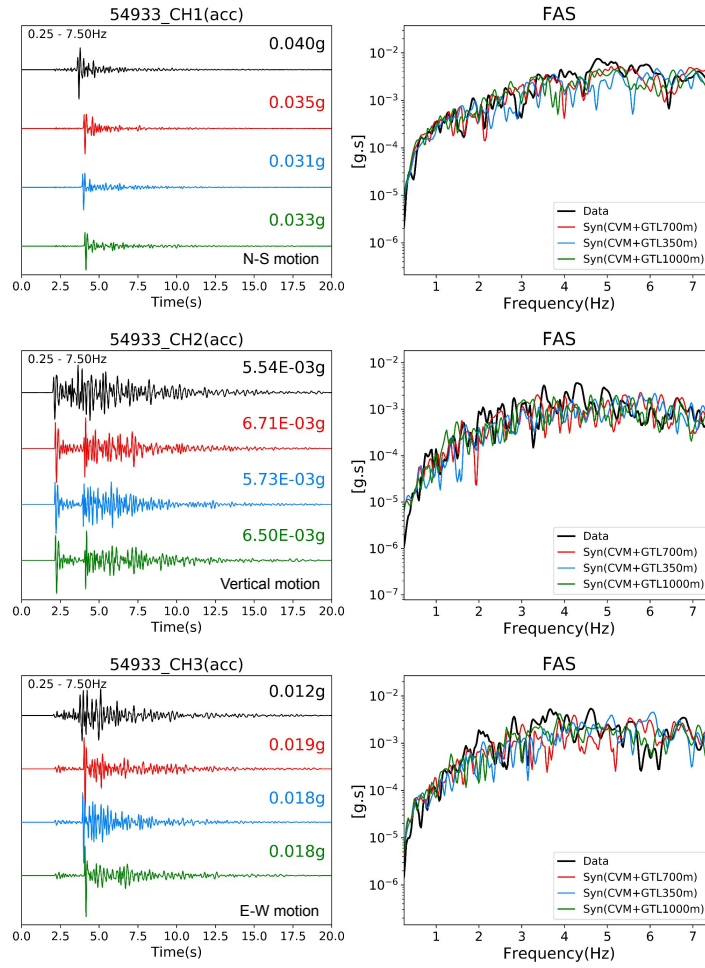 54933_CH1(acc)
0.25 - 7.50Hz
0.040g
0.035g
0.031g
0.033g
N-S motion
0.0 2.5 5.0 7.5 10.0 12.5 15.0 17.5 20.0
Time(s)
FAS
[g.s]
10⁻²
10⁻³
10⁻⁴
10⁻⁵
10⁻⁶
Data
Syn(CVM+GTL700m)
Syn(CVM+GTL350m)
Syn(CVM+GTL1000m)
1 2 3 4 5 6 7
Frequency(Hz)
54933_CH2(acc)
0.25 - 7.50Hz
5.54E-03g
6.71E-03g
5.73E-03g
6.50E-03g
Vertical motion
0.0 2.5 5.0 7.5 10.0 12.5 15.0 17.5 20.0
Time(s)
FAS
[g.s]
10⁻²
10⁻³
10⁻⁴
10⁻⁵
10⁻⁶
10⁻⁷
Data
Syn(CVM+GTL700m)
Syn(CVM+GTL350m)
Syn(CVM+GTL1000m)
1 2 3 4 5 6 7
Frequency(Hz)
54933_CH3(acc)
0.25 - 7.50Hz
0.012g
0.019g
0.018g
0.018g
E-W motion
0.0 2.5 5.0 7.5 10.0 12.5 15.0 17.5 20.0
Time(s)
FAS
[g.s]
10⁻²
10⁻³
10⁻⁴
10⁻⁵
10⁻⁶
Data
Syn(CVM+GTL700m)
Syn(CVM+GTL350m)
Syn(CVM+GTL1000m)
1 2 3 4 5 6 7
Frequency(Hz)